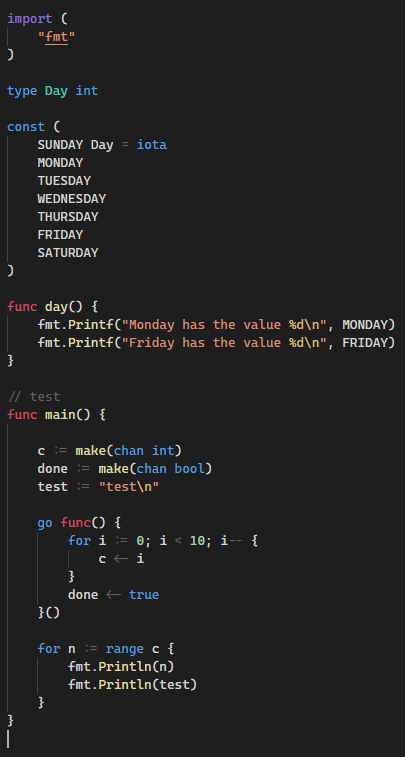 import (
    "fmt"
)

type Day int

const (
    SUNDAY Day = iota
    MONDAY
    TUESDAY
    WEDNESDAY
    THURSDAY
    FRIDAY
    SATURDAY
)

func day() {
    fmt.Printf("Monday has the value %d\n", MONDAY)
    fmt.Printf("Friday has the value %d\n", FRIDAY)
}

// test
func main() {

    c := make(chan int)
    done := make(chan bool)
    test := "test\n"

    go func() {
        for i := 0; i < 10; i-- {
            c <- i
        }
        done <- true
    }()

    for n := range c {
        fmt.Println(n)
        fmt.Println(test)
    }
}